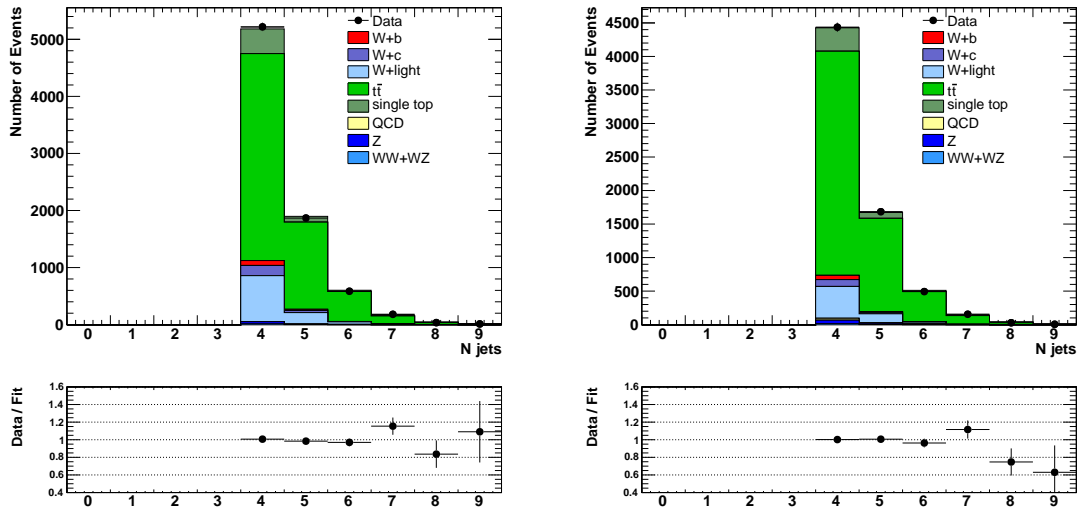 Number of Events
5000
4000
3000
2000
1000
0
Data
W+b
W+c
W+light
tt̄
single top
QCD
Z
WW+WZ
0 1 2 3 4 5 6 7 8 9
N jets
Data / Fit
1.6
1.4
1.2
1
0.8
0.6
0.4
0 1 2 3 4 5 6 7 8 9
Number of Events
4500
4000
3500
3000
2500
2000
1500
1000
500
0
Data
W+b
W+c
W+light
tt̄
single top
QCD
Z
WW+WZ
0 1 2 3 4 5 6 7 8 9
N jets
Data / Fit
1.6
1.4
1.2
1
0.8
0.6
0.4
0 1 2 3 4 5 6 7 8 9